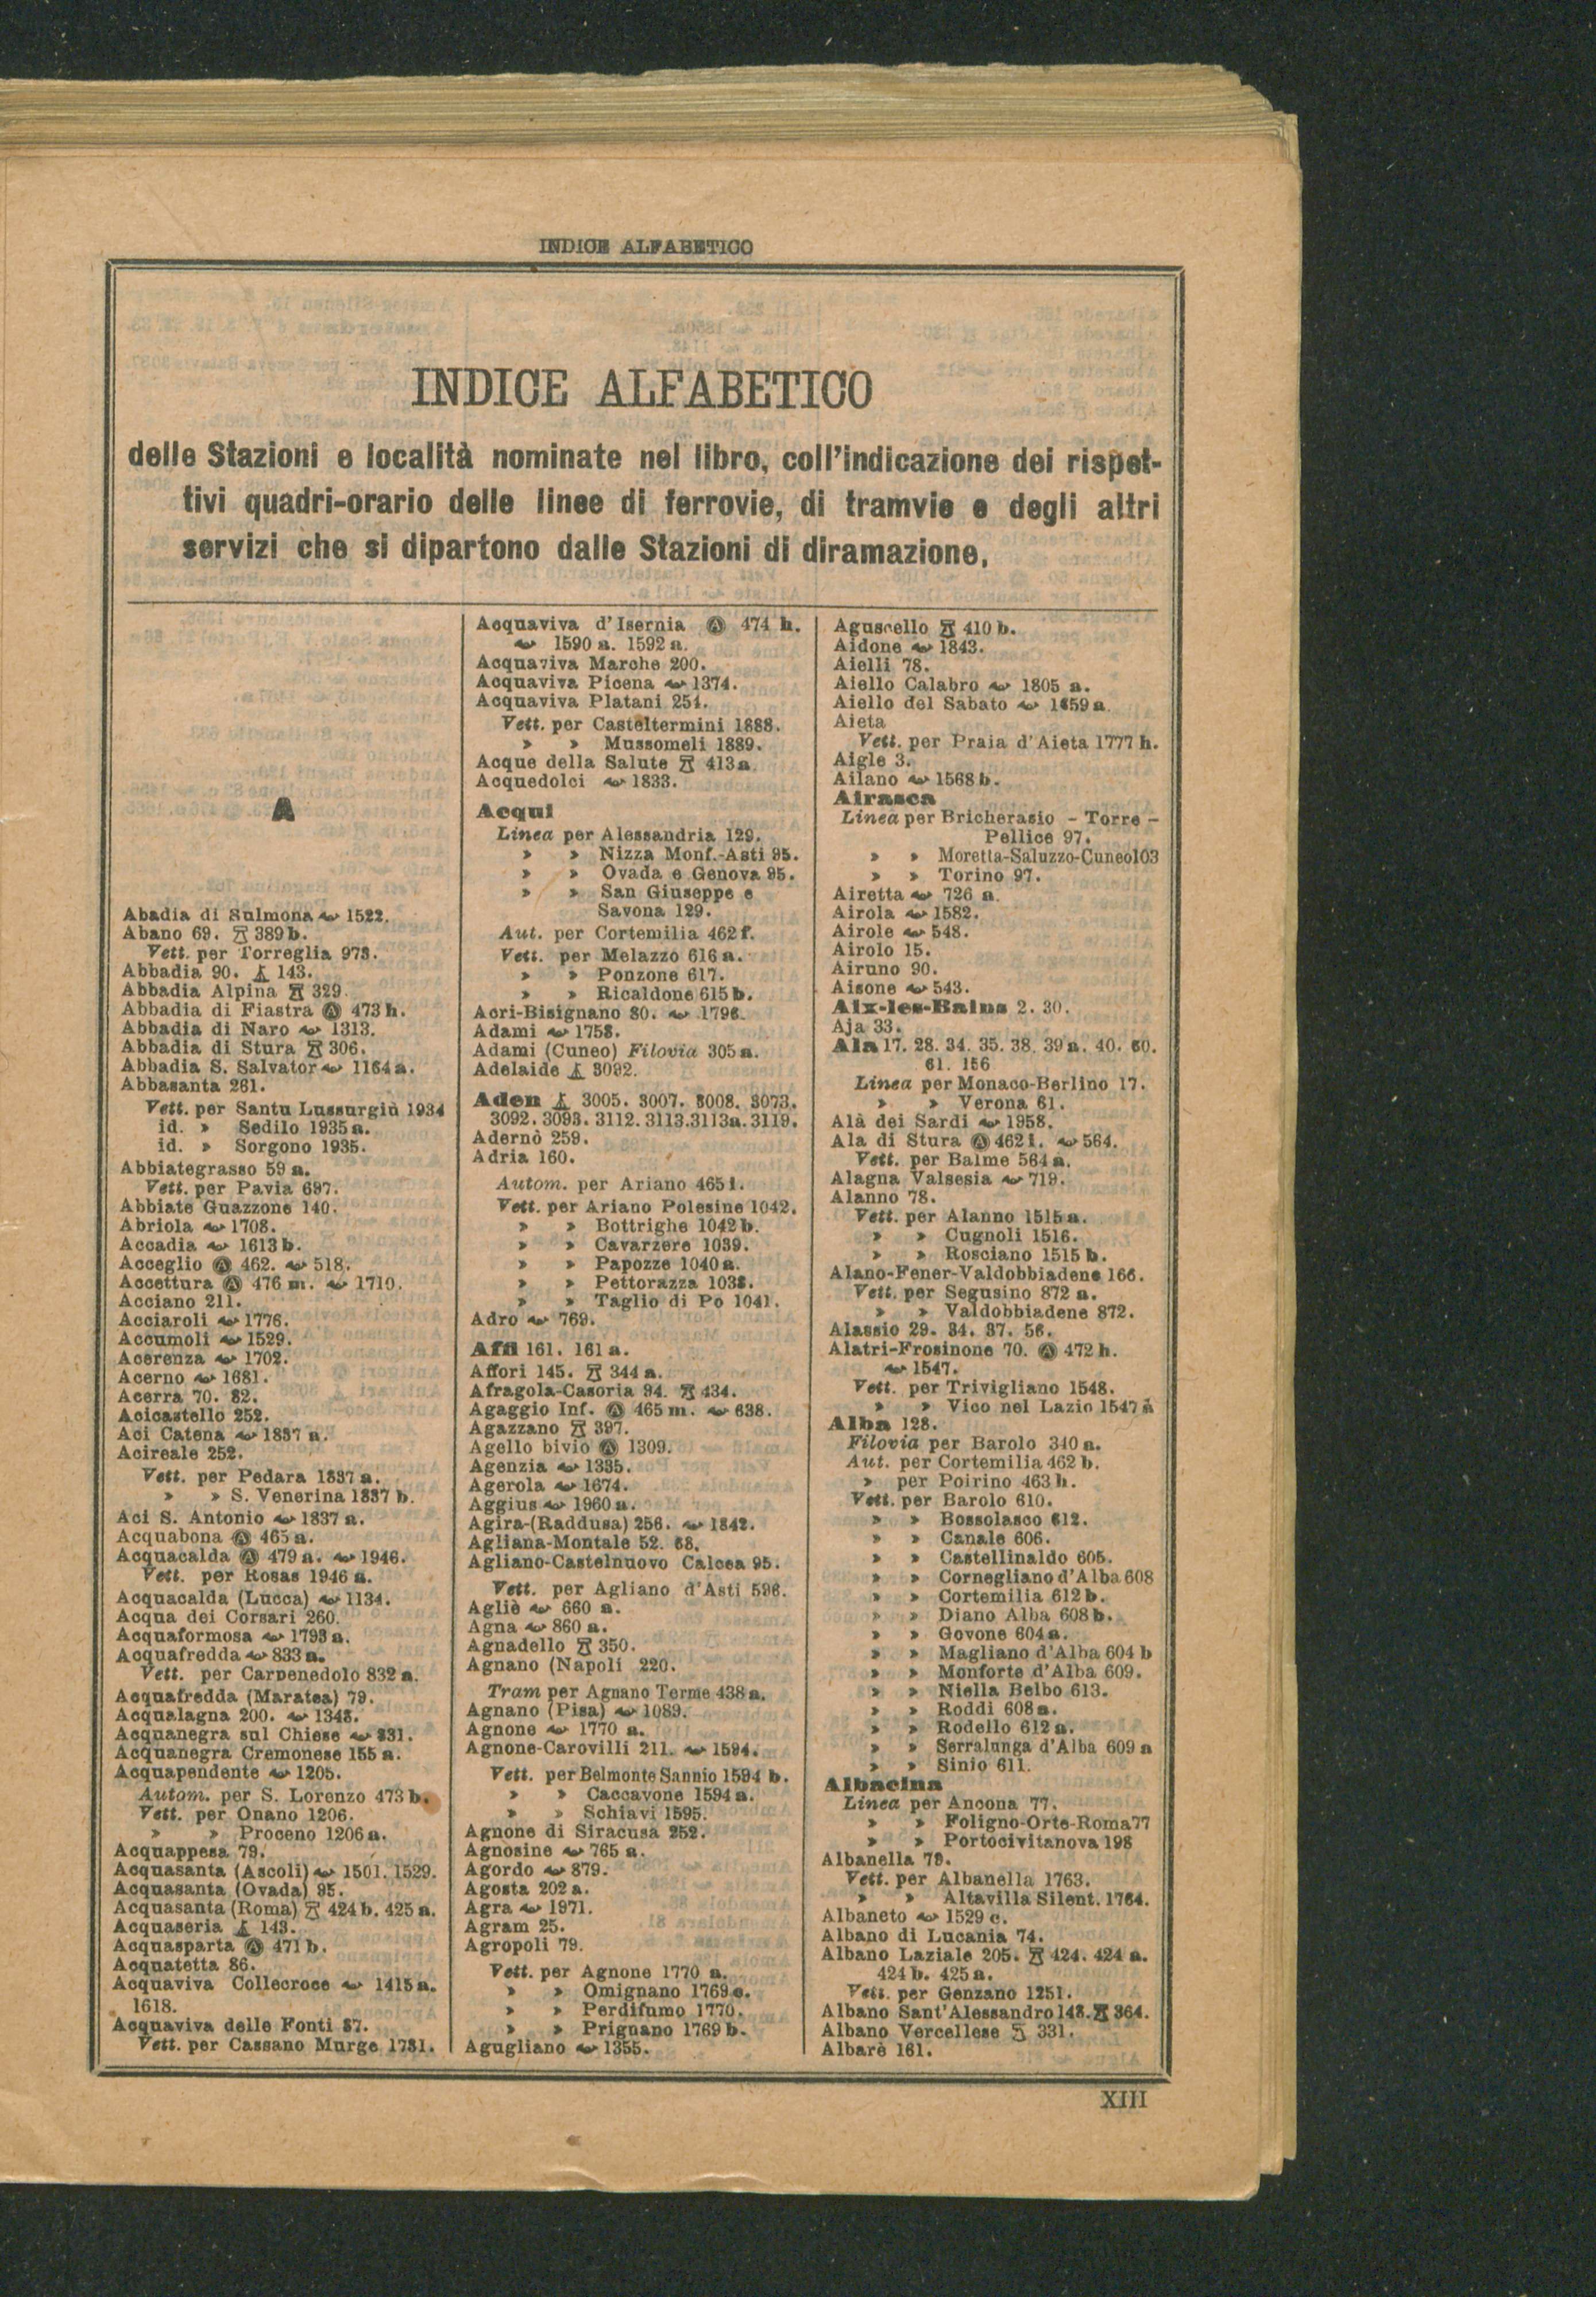 INDICE ALFABETICO
INDICE ALFABETICO
delle Stazioni e località nominate nel libro, coll'indicazione dei rispet-
tivi quadri-orario delle linee di ferrovie, di tramvie e degli altri
servizi che si dipartono dalle Stazioni di diramazione.
A
Abadia di Sulmona 1522.
Abano 69. 389 b.
Vett. per Torreglia 973.
Abbadia 90. 143.
Abbadia Alpina 329.
Abbadia di Fiastra Ⓐ 473 h.
Abbadia di Naro 1313.
Abbadia di Stura 306.
Abbadia S. Salvator 1164 a.
Abbasanta 261.
Vett. per Santu Lussurgiù 1934
id. » Sedilo 1935 a.
id. » Sorgono 1935.
Abbiategrasso 59 a.
Vett. per Pavia 697.
Abbiate Guazzone 140.
Abriola 1708.
Accadia 1613 b.
Acceglio Ⓐ 462. 518.
Accettura Ⓐ 476 m. 1710.
Acciano 211.
Acciaroli 1776.
Accumoli 1529.
Acerenza 1702.
Acerno 1681.
Acerra 70. 82.
Acicastello 252.
Aci Catena 1837 a.
Acireale 252.
Vett. per Pedara 1837 a.
» » S. Venerina 1837 b.
Aci S. Antonio 1837 a.
Acquabona Ⓐ 465 a.
Acquacalda Ⓐ 479 a. 1946.
Vett. per Rosas 1946 a.
Acquacalda (Lucca) 1134.
Acqua dei Corsari 260.
Acquaformosa 1793 a.
Acquafredda 833 a.
Vett. per Carpenedolo 832 a.
Acquafredda (Maratea) 79.
Acqualagna 200. 1348.
Acquanegra sul Chiese 831.
Acquanegra Cremonese 155 a.
Acquapendente 1205.
Autom. per S. Lorenzo 473 b.
Vett. per Onano 1206.
» » Proceno 1206 a.
Acquappesa 79.
Acquasanta (Ascoli) 1501. 1529.
Acquasanta (Ovada) 95.
Acquasanta (Roma) 424 b. 425 a.
Acquaseria 143.
Acquasparta Ⓐ 471 b.
Acquatetta 86.
Acquaviva Collecroce 1415 a.
1618.
Acquaviva delle Fonti 87.
Vett. per Cassano Murge 1731.
Acquaviva d'Isernia Ⓐ 474 h.
1590 a. 1592 a.
Acquaviva Marche 200.
Acquaviva Picena 1374.
Acquaviva Platani 251.
Vett. per Casteltermini 1888.
» » Mussomeli 1889.
Acque della Salute 413 a.
Acquedolci 1833.
Acqui
Linea per Alessandria 129.
» » Nizza Monf.-Asti 95.
» » Ovada e Genova 95.
» » San Giuseppe e
Savona 129.
Aut. per Cortemilia 462 f.
Vett. per Melazzo 616 a.
» » Ponzone 617.
» » Ricaldone 615 b.
Acri-Bisignano 80. 1796.
Adami 1758.
Adami (Cuneo) Filovia 305 a.
Adelaide 3092.
Aden 3005. 3007. 3008. 3073.
3092. 3093. 3112. 3113. 3113a. 3119.
Adernò 259.
Adria 160.
Autom. per Ariano 465 i.
Vett. per Ariano Polesine 1042.
» » Bottrighe 1042 b.
» » Cavarzere 1039.
» » Papozze 1040 a.
» » Pettorazza 1038.
» » Taglio di Po 1041.
Adro 769.
Affi 161. 161 a.
Affori 145. 344 a.
Afragola-Casoria 94. 434.
Agaggio Inf. Ⓐ 465 m. 638.
Agazzano 397.
Agello bivio Ⓐ 1309.
Agenzia 1335.
Agerola 1674.
Aggius 1960 a.
Agira-(Raddusa) 256. 1842.
Agliana-Montale 52. 68.
Agliano-Castelnuovo Calcea 95.
Vett. per Agliano d'Asti 596.
Agliè 660 a.
Agna 860 a.
Agnadello 350.
Agnano (Napoli 220.
Tram per Agnano Terme 438 a.
Agnano (Pisa) 1089.
Agnone 1770 a.
Agnone-Carovilli 211. 1594.
Vett. per Belmonte Sannio 1594 b.
» » Caccavone 1594 a.
» » Schiavi 1595.
Agnone di Siracusa 252.
Agnosine 765 a.
Agordo 879.
Agosta 202 a.
Agra 1971.
Agram 25.
Agropoli 79.
Vett. per Agnone 1770 a.
» » Omignano 1769 c.
» » Perdifumo 1770.
» » Prignano 1769 b.
Agugliano 1355.
Aguscello 410 b.
Aidone 1843.
Aielli 78.
Aiello Calabro 1805 a.
Aiello del Sabato 1659 a.
Aieta
Vett. per Praia d'Aieta 1777 h.
Aigle 3.
Ailano 1568 b.
Airasca
Linea per Bricherasio - Torre -
Pellice 97.
» » Moretta-Saluzzo-Cuneo 103
» » Torino 97.
Airetta 726 a.
Airola 1582.
Airole 548.
Airolo 15.
Airuno 90.
Aisone 543.
Aix-les-Bains 2. 30.
Aja 33.
Ala 17. 28. 34. 35. 38. 39 a. 40. 60.
61. 156
Linea per Monaco-Berlino 17.
» » Verona 61.
Alà dei Sardi 1958.
Ala di Stura Ⓐ 462 i. 564.
Vett. per Balme 564 a.
Alagna Valsesia 719.
Alanno 78.
Vett. per Alanno 1515 a.
» » Cugnoli 1516.
» » Rosciano 1515 b.
Alano-Fener-Valdobbiadene 166.
Vett. per Segusino 872 a.
» » Valdobbiadene 872.
Alassio 29. 34. 37. 56.
Alatri-Frosinone 70. Ⓐ 472 h.
1547.
Vett. per Trivigliano 1548.
» » Vico nel Lazio 1547 a
Alba 128.
Filovia per Barolo 310 a.
Aut. per Cortemilia 462 b.
» per Poirino 463 h.
Vett. per Barolo 610.
» » Bossolasco 612.
» » Canale 606.
» » Castellinaldo 605.
» » Cornegliano d'Alba 608
» » Cortemilia 612 b.
» » Diano Alba 608 b.
» » Govone 604 a.
» » Magliano d'Alba 604 b
» » Monforte d'Alba 609.
» » Niella Belbo 613.
» » Roddi 608 a.
» » Rodello 612 a.
» » Serralunga d'Alba 609 a
» » Sinio 611.
Albacina
Linea per Ancona 77.
» » Foligno-Orte-Roma 77
» » Portocivitanova 198
Albanella 79.
Vett. per Albanella 1763.
» » Altavilla Silent. 1764.
Albaneto 1529 c.
Albano di Lucania 74.
Albano Laziale 205. 424. 424 a.
424 b. 425 a.
Vett. per Genzano 1251.
Albano Sant'Alessandro 148. 364.
Albano Vercellese 331.
Albarè 161.
XIII